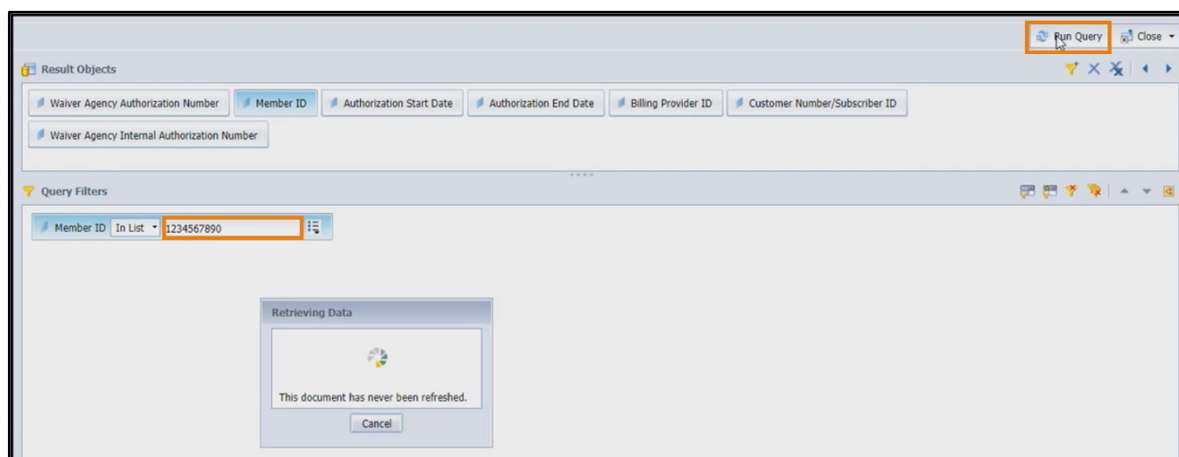 Run Query Close
Result Objects
Waiver Agency Authorization Number Member ID Authorization Start Date Authorization End Date Billing Provider ID Customer Number/Subscriber ID
Waiver Agency Internal Authorization Number
Query Filters
Member ID In List 1234567890
Retrieving Data
This document has never been refreshed.
Cancel